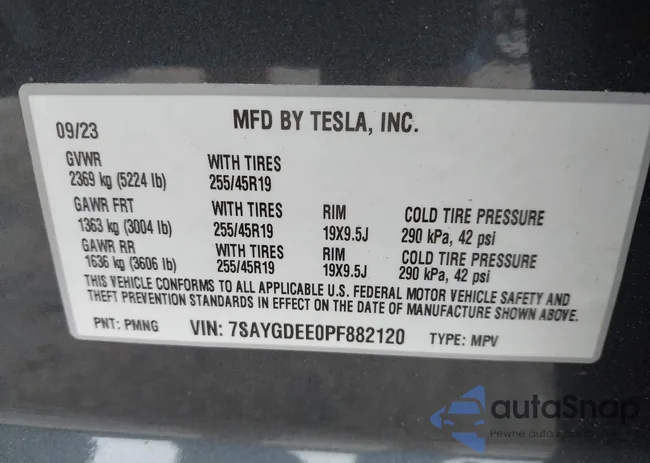 09/23 MFD BY TESLA, INC.
GVWR WITH TIRES
2369 kg (5224 lb) 255/45R19
GAWR FRT WITH TIRES RIM COLD TIRE PRESSURE
1363 kg (3004 lb) 255/45R19 19X9.5J 290 kPa, 42 psi
GAWR RR WITH TIRES RIM COLD TIRE PRESSURE
1636 kg (3606 lb) 255/45R19 19X9.5J 290 kPa, 42 psi
THIS VEHICLE CONFORMS TO ALL APPLICABLE U.S. FEDERAL MOTOR VEHICLE SAFETY AND
THEFT PREVENTION STANDARDS IN EFFECT ON THE DATE OF MANUFACTURE SHOWN ABOVE.
PNT: PMNG VIN: 7SAYGDEE0PF882120 TYPE: MPV
autoSnap
Pewne-auto